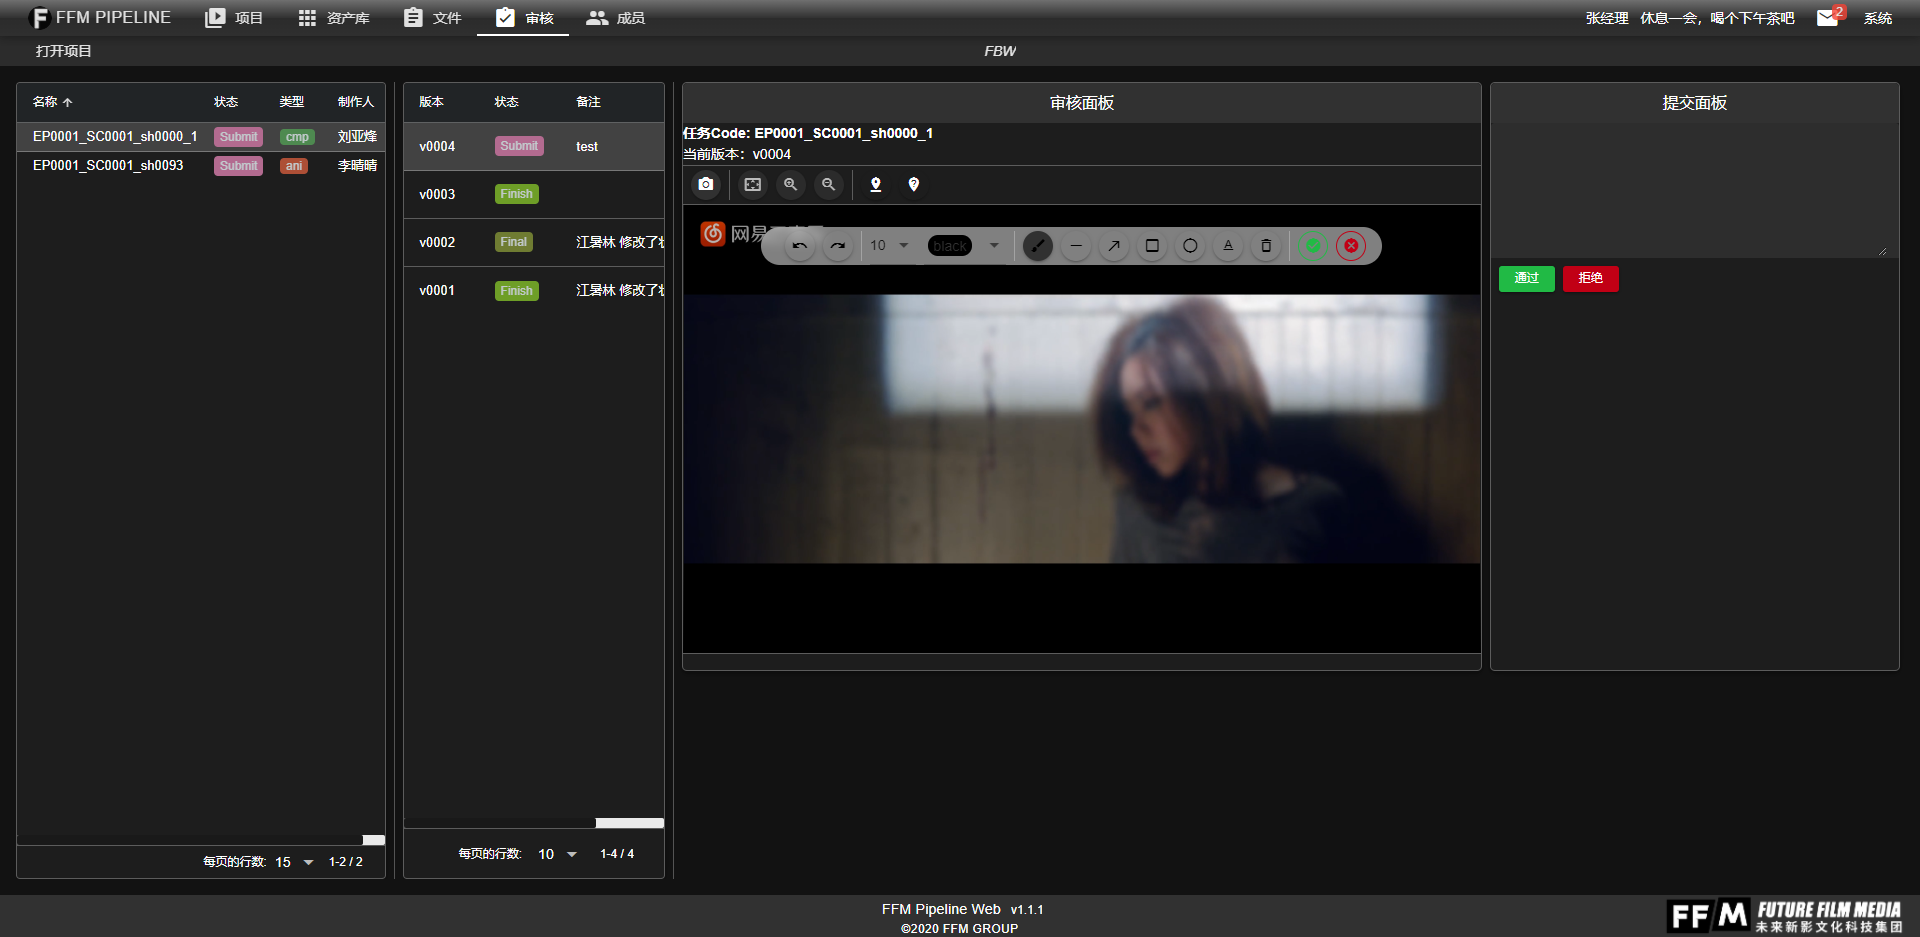 FFM PIPELINE 项目 资产库 文件 审核 成员 张经理 休息一会，喝个下午茶吧 2 系统
打开项目 FBW
名称 状态 类型 制作人
EP0001_SC0001_sh0000_1 Submit cmp 刘亚烽
EP0001_SC0001_sh0093 Submit ani 李晴晴
每页的行数: 15 1-2 / 2
版本 状态 备注
v0004 Submit test
v0003 Finish
v0002 Final 江暑林 修改了
v0001 Finish 江暑林 修改了
每页的行数: 10 1-4 / 4
审核面板
任务Code: EP0001_SC0001_sh0000_1
当前版本：v0004
网易
10 black
提交面板
通过 拒绝
FFM Pipeline Web v1.1.1
©2020 FFM GROUP
FFM FUTURE FILM MEDIA
未来新影文化科技集团